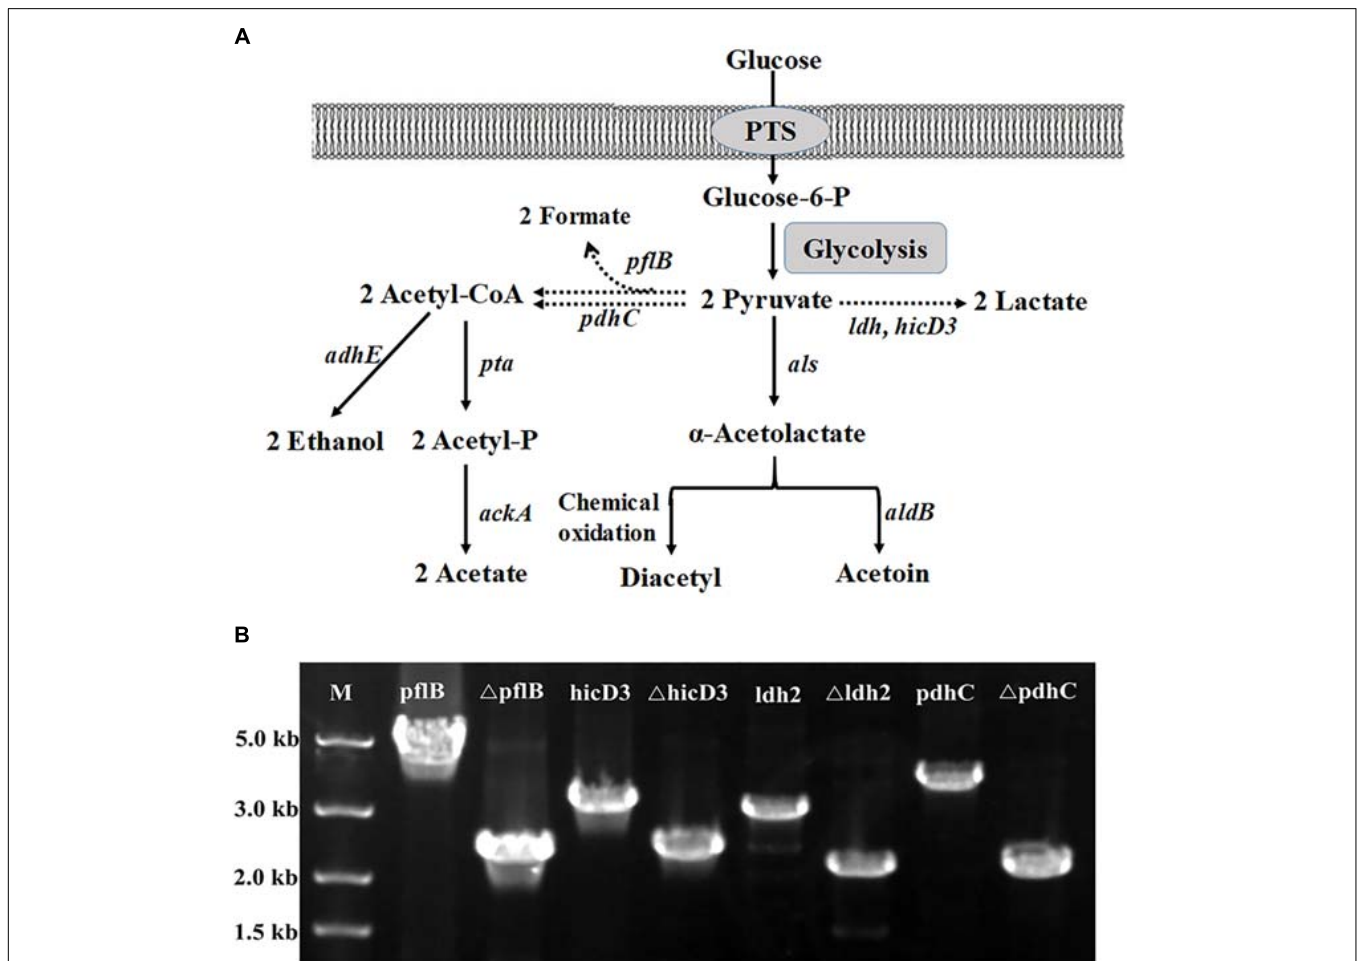 A
Glucose
PTS
Glucose-6-P
2 Formate
Glycolysis
pflB
2 Acetyl-CoA
2 Pyruvate
2 Lactate
pdhC
ldh, hicD3
adhE
pta
als
2 Ethanol
2 Acetyl-P
α-Acetolactate
Chemical
oxidation
ackA
aldB
2 Acetate
Diacetyl
Acetoin
B
M pflB △pflB hicD3 △hicD3 ldh2 △ldh2 pdhC △pdhC
5.0 kb
3.0 kb
2.0 kb
1.5 kb